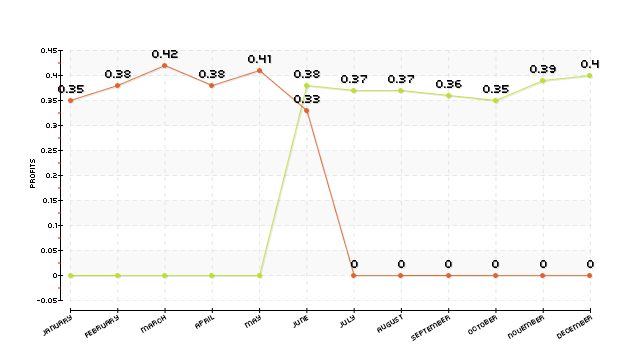 0.45
0.4
0.35
0.3
0.25
0.2
0.15
0.1
0.05
0
-0.05
PROFITS
0.35
0.38
0.42
0.38
0.41
0.38
0.33
0.37
0.37
0.36
0.35
0.39
0.4
0
0
0
0
0
0
JANUARY
FEBRUARY
MARCH
APRIL
MAY
JUNE
JULY
AUGUST
SEPTEMBER
OCTOBER
NOVEMBER
DECEMBER